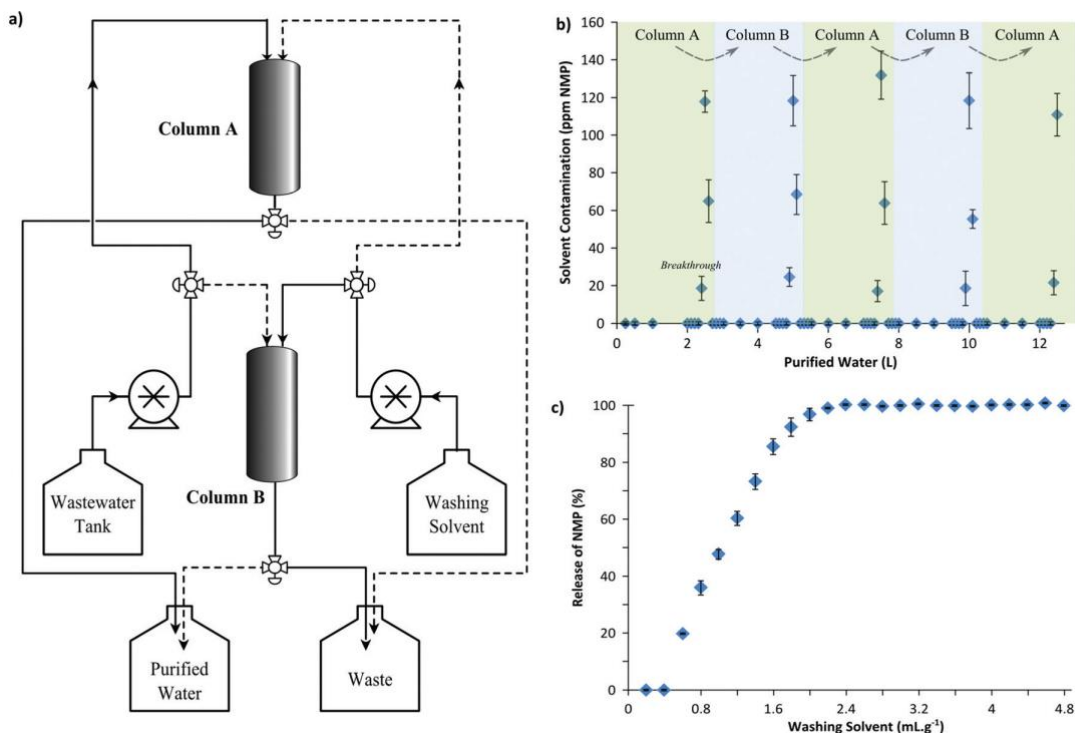 a)
Column A
Column B
Wastewater
Tank
Washing
Solvent
Purified
Water
Waste
b)
Solvent Contamination (ppm NMP)
160
140
120
100
80
60
40
20
0
Column A
Column B
Column A
Column B
Column A
Breakthrough
0
2
4
6
8
10
12
Purified Water (L)
c)
Release of NMP (%)
100
80
60
40
20
0
0
0.8
1.6
2.4
3.2
4
4.8
Washing Solvent (mL.g-1)